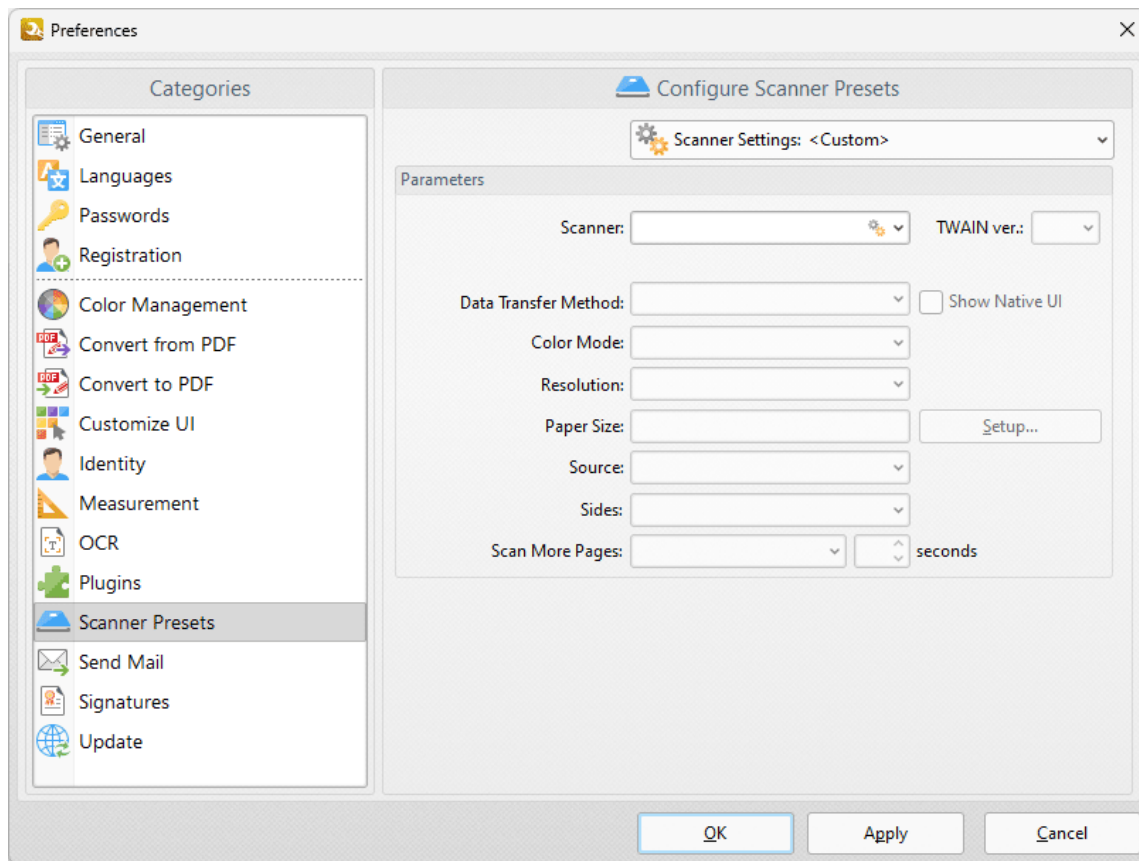 Preferences
Categories
General
Languages
Passwords
Registration
Color Management
Convert from PDF
Convert to PDF
Customize UI
Identity
Measurement
OCR
Plugins
Scanner Presets
Send Mail
Signatures
Update
Configure Scanner Presets
Scanner Settings: <Custom>
Parameters
Scanner: TWAIN ver.:
Data Transfer Method: Show Native UI
Color Mode:
Resolution:
Paper Size: Setup...
Source:
Sides:
Scan More Pages: seconds
OK Apply Cancel